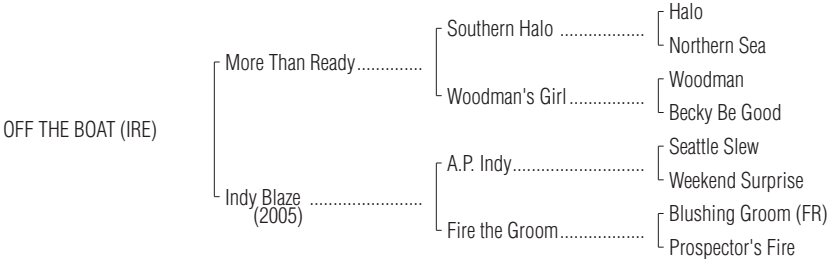 Halo
Southern Halo ..................
Northern Sea
More Than Ready..............
Woodman
Woodman's Girl ................
Becky Be Good
OFF THE BOAT (IRE)
Seattle Slew
A.P. Indy............................
Weekend Surprise
Indy Blaze ........................
(2005)
Blushing Groom (FR)
Fire the Groom..................
Prospector's Fire